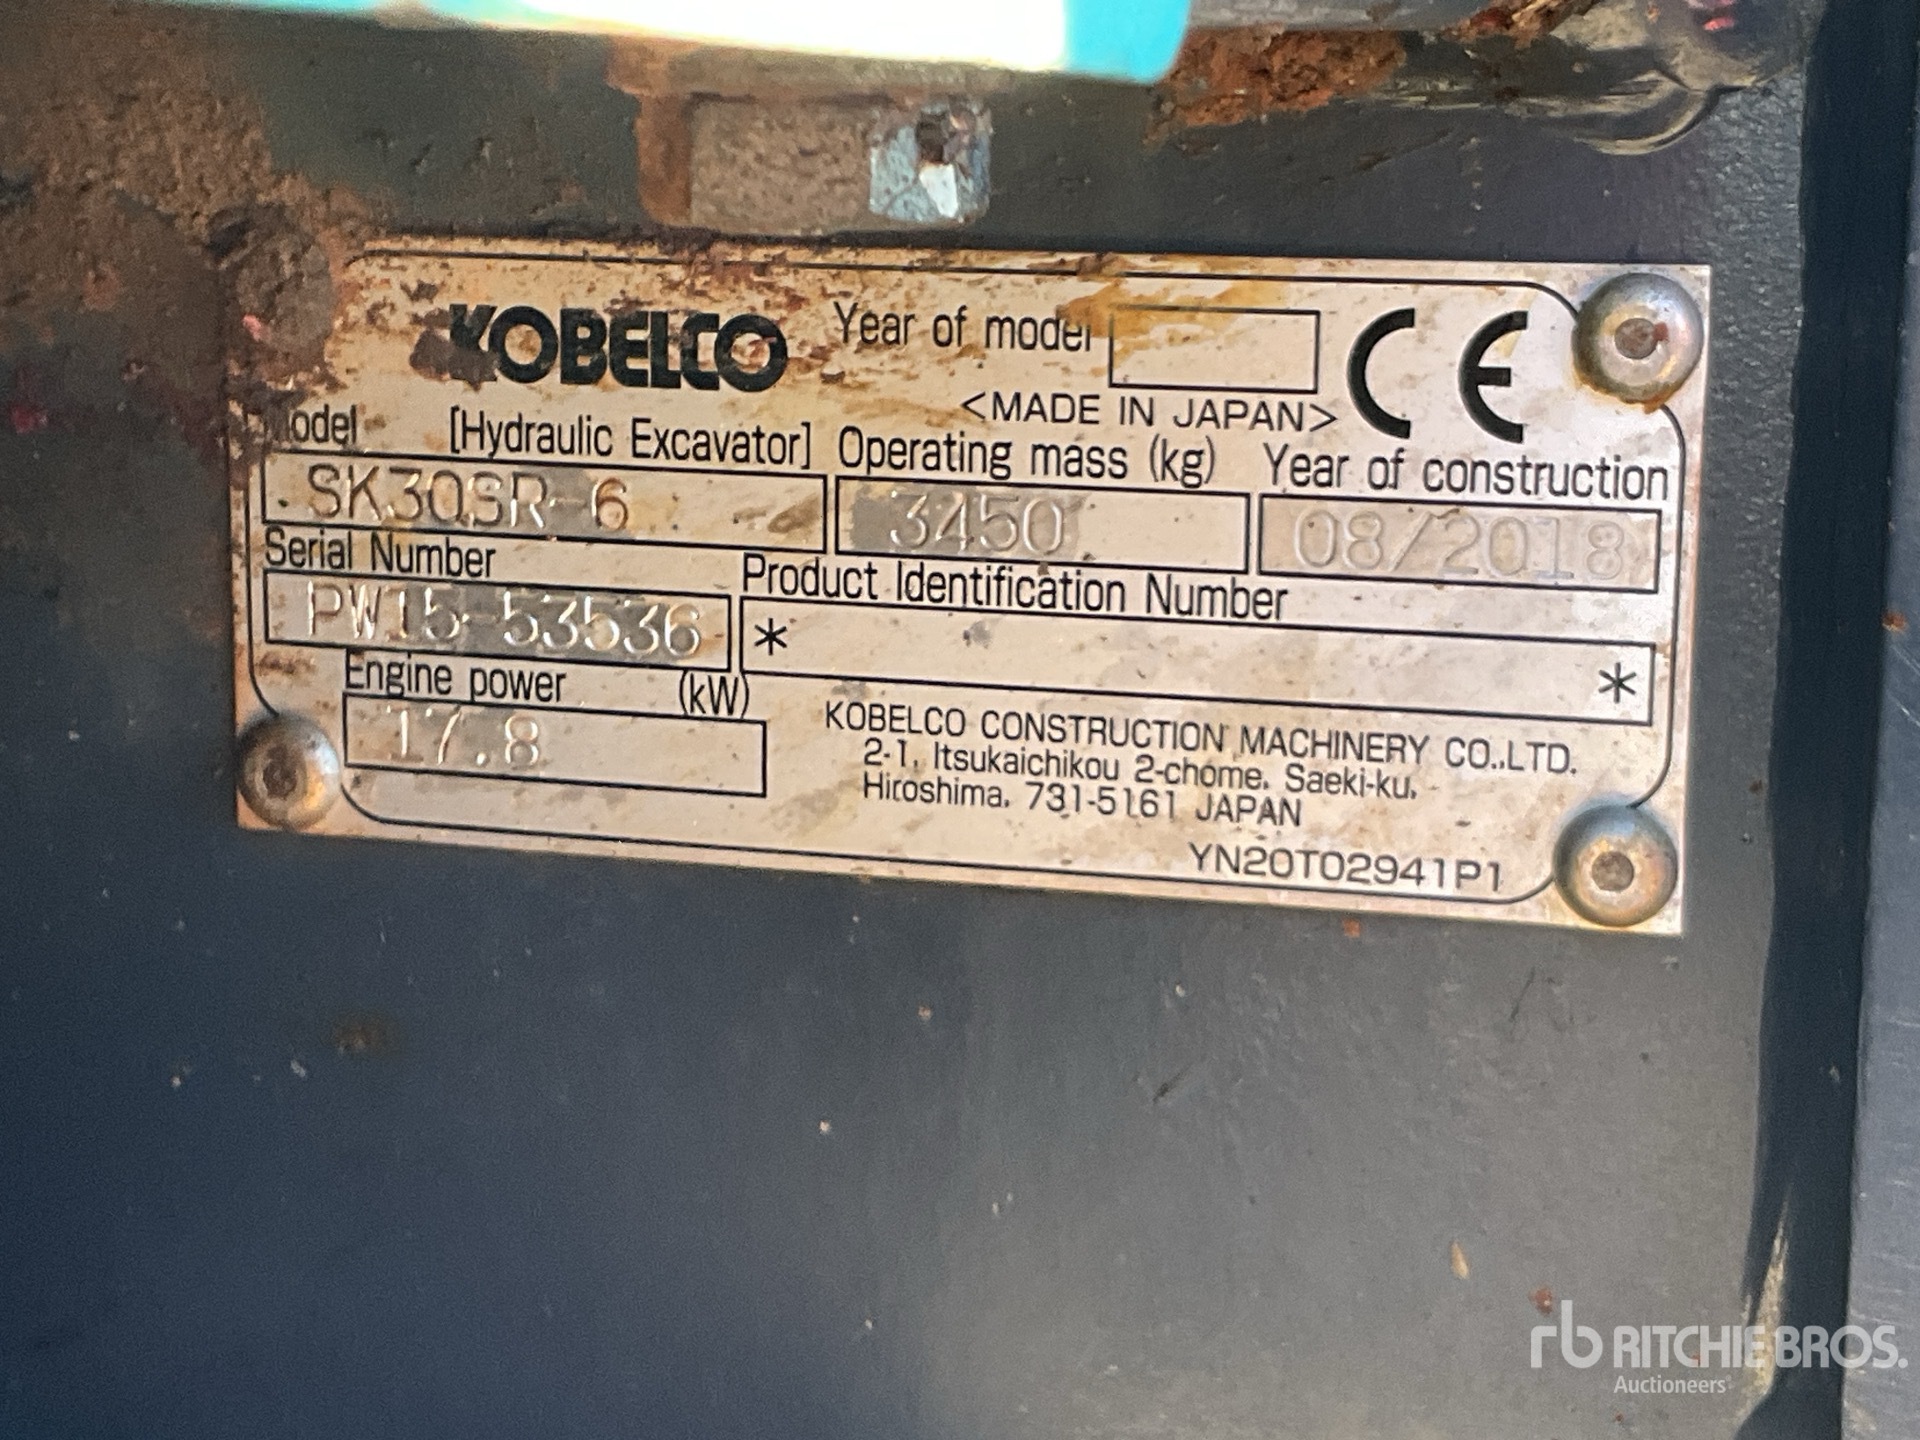 KOBELCO Year of model
<MADE IN JAPAN> CE
Model [Hydraulic Excavator] Operating mass (kg) Year of construction
SK30SR-6 3450 08/2018
Serial Number Product Identification Number
PW15-53536 * *
Engine power (kW)
17.8
KOBELCO CONSTRUCTION MACHINERY CO.,LTD.
2-1, Itsukaichikou 2-chome, Saeki-ku,
Hiroshima, 731-5161 JAPAN
YN20T02941P1
rb RITCHIE BROS.
Auctioneers